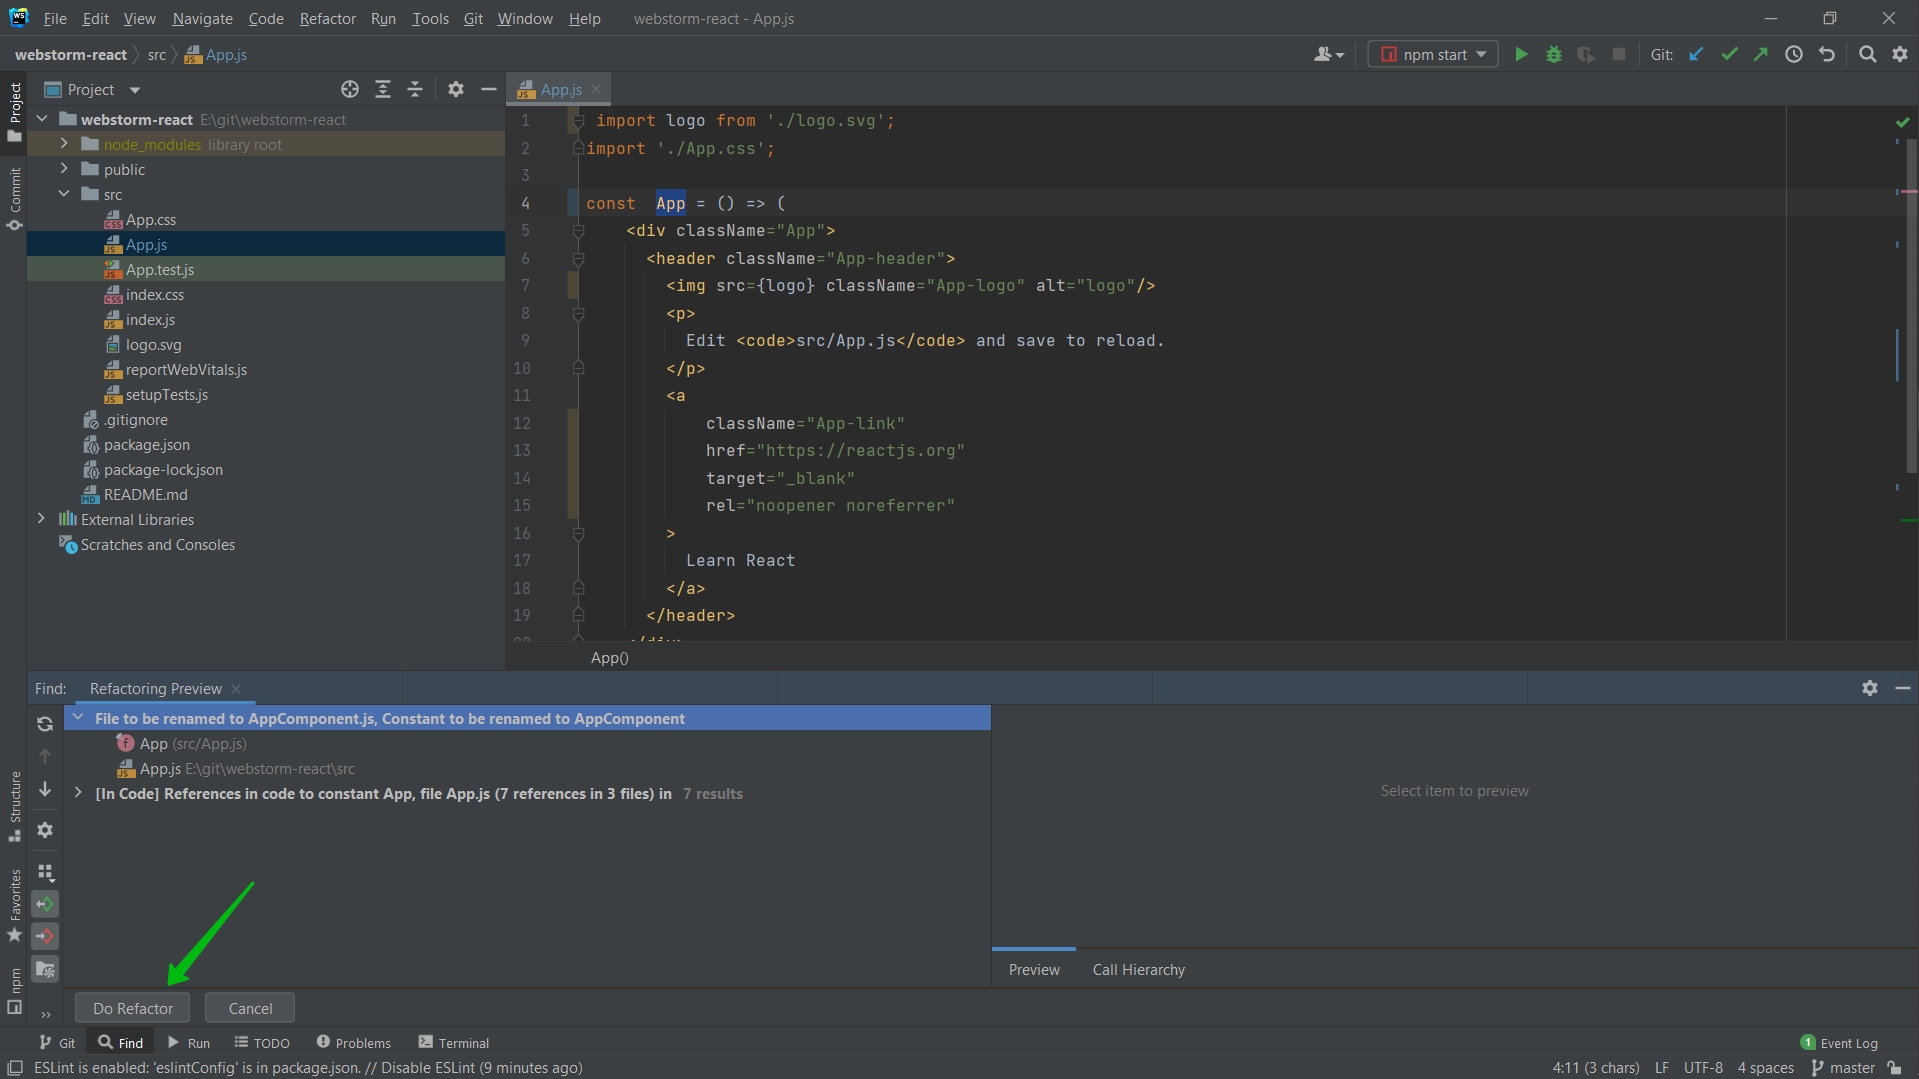 WS File Edit View Navigate Code Refactor Run Tools Git Window Help webstorm-react - App.js
webstorm-react src App.js
npm start Git:
Project
Project
Commit
webstorm-react E:\git\webstorm-react
node_modules library root
public
src
App.css
App.js
App.test.js
index.css
index.js
logo.svg
reportWebVitals.js
setupTests.js
.gitignore
package.json
package-lock.json
README.md
External Libraries
Scratches and Consoles
App.js
1 import logo from './logo.svg';
2 import './App.css';
3
4 const  App = () => (
5 <div className="App">
6 <header className="App-header">
7 <img src={logo} className="App-logo" alt="logo"/>
8 <p>
9 Edit <code>src/App.js</code> and save to reload.
10 </p>
11 <a
12 className="App-link"
13 href="https://reactjs.org"
14 target="_blank"
15 rel="noopener noreferrer"
16 >
17 Learn React
18 </a>
19 </header>
20 </div>
App()
Find: Refactoring Preview
File to be renamed to AppComponent.js, Constant to be renamed to AppComponent
App (src/App.js)
App.js E:\git\webstorm-react\src
[In Code] References in code to constant App, file App.js (7 references in 3 files) in 7 results
Select item to preview
Preview Call Hierarchy
Structure
Favorites
npm
Do Refactor Cancel
Git Find Run TODO Problems Terminal 1 Event Log
ESLint is enabled: 'eslintConfig' is in package.json. // Disable ESLint (9 minutes ago) 4:11 (3 chars) LF UTF-8 4 spaces master